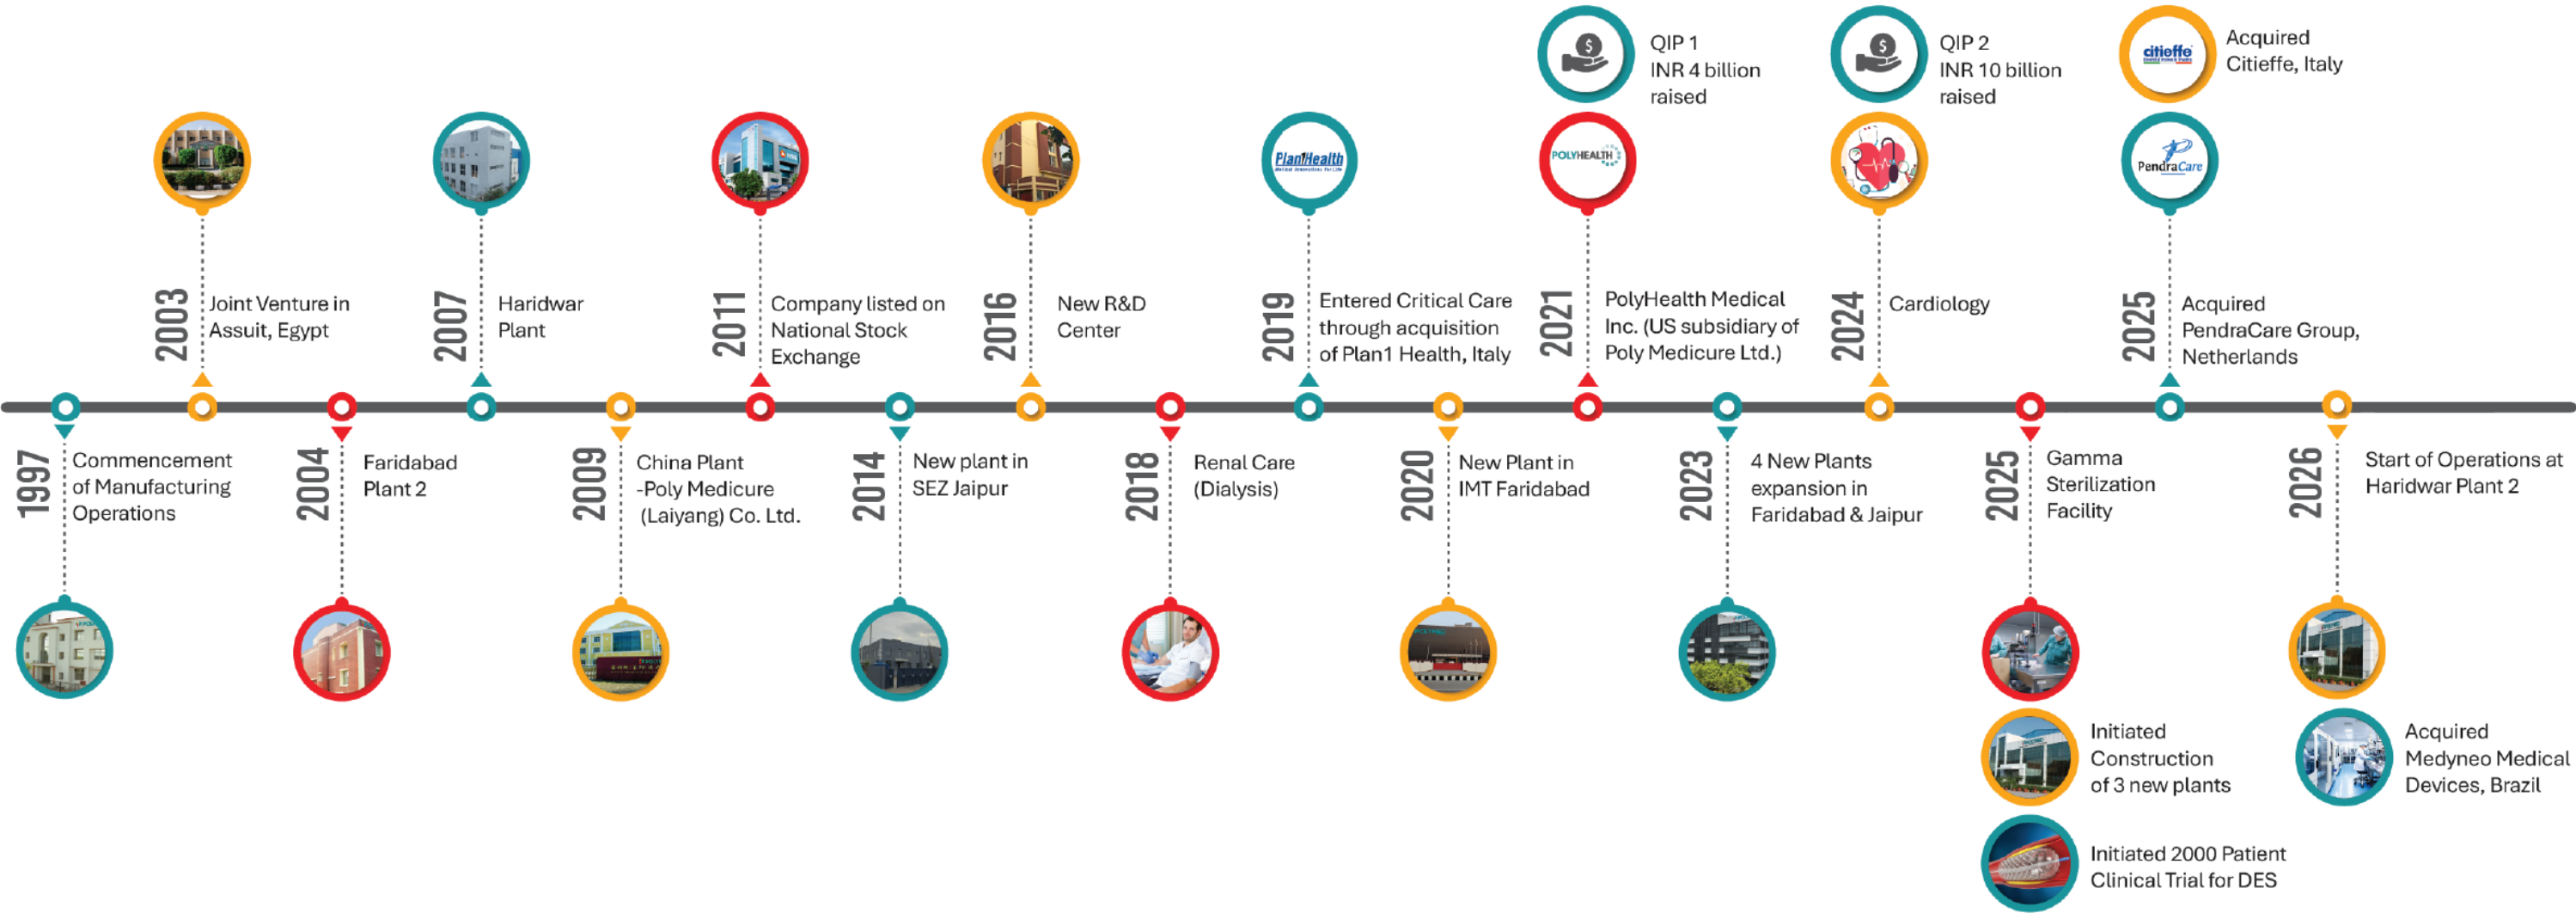 QIP 1
INR 4 billion
raised
QIP 2
INR 10 billion
raised
citieffe
Acquired
Citieffe, Italy
Plan1Health
Medical Innovations For Life
POLYHEALTH
PendraCare
2003
Joint Venture in
Assuit, Egypt
2007
Haridwar
Plant
2011
Company listed on
National Stock
Exchange
2016
New R&D
Center
2019
Entered Critical Care
through acquisition
of Plan1 Health, Italy
2021
PolyHealth Medical
Inc. (US subsidiary of
Poly Medicure Ltd.)
2024
Cardiology
2025
Acquired
PendraCare Group,
Netherlands
1997
Commencement
of Manufacturing
Operations
2004
Faridabad
Plant 2
2009
China Plant
-Poly Medicure
(Laiyang) Co. Ltd.
2014
New plant in
SEZ Jaipur
2018
Renal Care
(Dialysis)
2020
New Plant in
IMT Faridabad
2023
4 New Plants
expansion in
Faridabad & Jaipur
2025
Gamma
Sterilization
Facility
2026
Start of Operations at
Haridwar Plant 2
Initiated
Construction
of 3 new plants
Acquired
Medyneo Medical
Devices, Brazil
Initiated 2000 Patient
Clinical Trial for DES